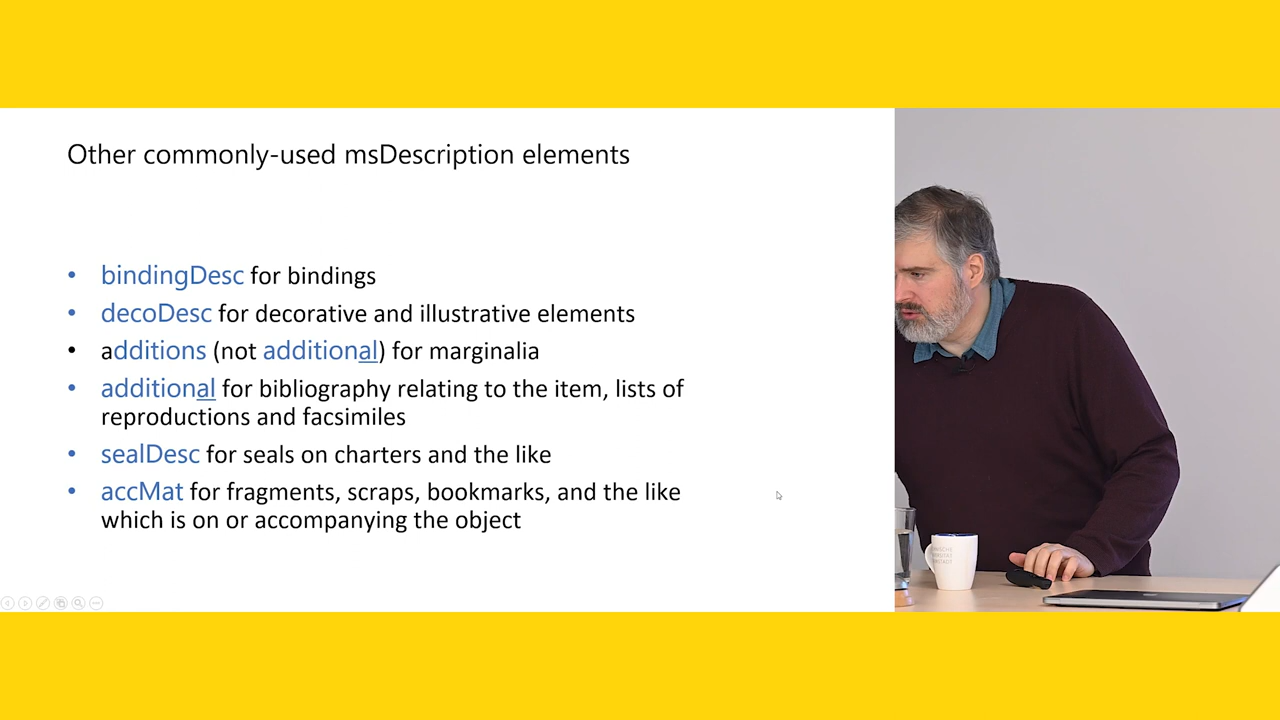 Other commonly-used msDescription elements
• bindingDesc for bindings
• decoDesc for decorative and illustrative elements
• additions (not additional) for marginalia
• additional for bibliography relating to the item, lists of
reproductions and facsimiles
• sealDesc for seals on charters and the like
• accMat for fragments, scraps, bookmarks, and the like
which is on or accompanying the object